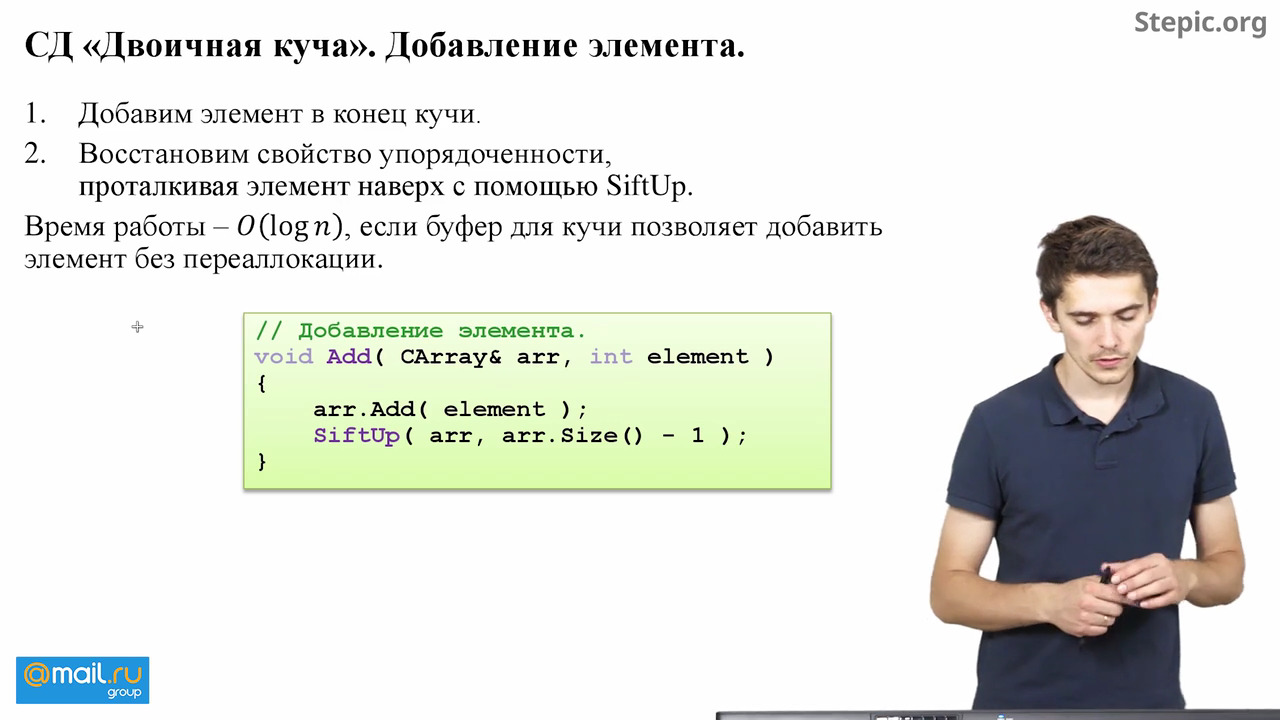 Stepic.org
СД «Двоичная куча». Добавление элемента.
1. Добавим элемент в конец кучи.
2. Восстановим свойство упорядоченности,
проталкивая элемент наверх с помощью SiftUp.
Время работы – O(log n), если буфер для кучи позволяет добавить
элемент без переаллокации.
// Добавление элемента.
void Add( CArray& arr, int element )
{
arr.Add( element );
SiftUp( arr, arr.Size() - 1 );
}
@mail.ru
group